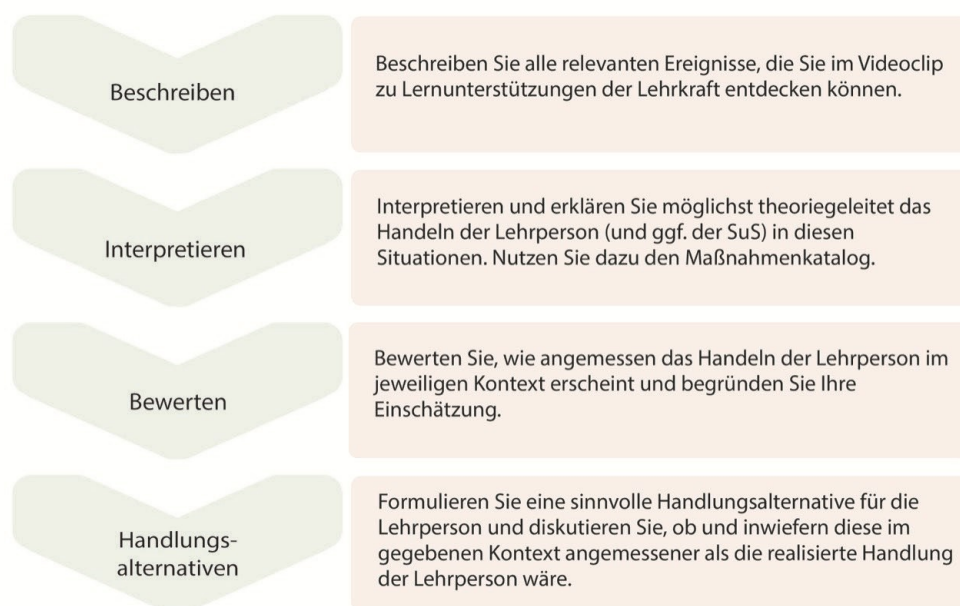 Beschreiben
Beschreiben Sie alle relevanten Ereignisse, die Sie im Videoclip
zu Lernunterstützungen der Lehrkraft entdecken können.
Interpretieren
Interpretieren und erklären Sie möglichst theoriegeleitet das
Handeln der Lehrperson (und ggf. der SuS) in diesen
Situationen. Nutzen Sie dazu den Maßnahmenkatalog.
Bewerten
Bewerten Sie, wie angemessen das Handeln der Lehrperson im
jeweiligen Kontext erscheint und begründen Sie Ihre
Einschätzung.
Handlungs-
alternativen
Formulieren Sie eine sinnvolle Handlungsalternative für die
Lehrperson und diskutieren Sie, ob und inwiefern diese im
gegebenen Kontext angemessener als die realisierte Handlung
der Lehrperson wäre.